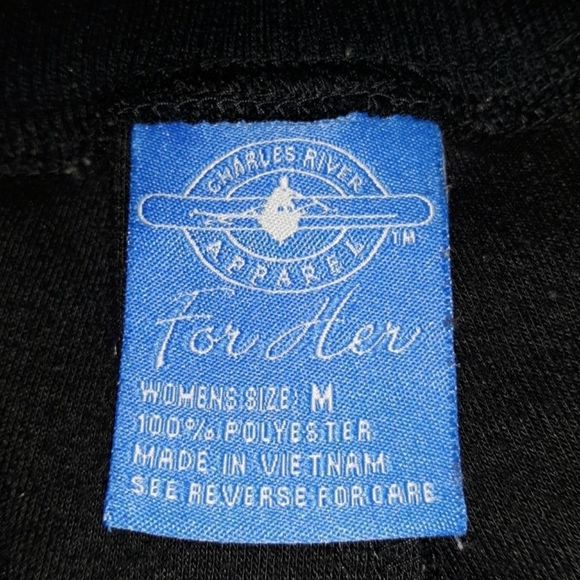 CHARLES RIVER
APPAREL TM
For Her
WOMENS SIZE: M
100% POLYESTER
MADE IN VIETNAM
SEE REVERSE FOR CARE